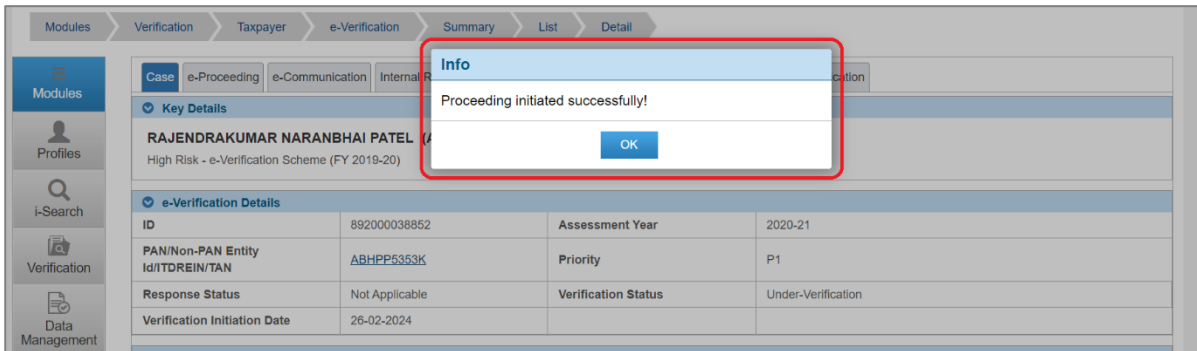 Modules Verification Taxpayer e-Verification Summary List Detail
Modules
Profiles
i-Search
Verification
Data
Management
Case e-Proceeding e-Communication Internal
Info
Proceeding initiated successfully!
OK
Key Details
RAJENDRAKUMAR NARANBHAI PATEL
High Risk - e-Verification Scheme (FY 2019-20)
e-Verification Details
ID 892000038852 Assessment Year 2020-21
PAN/Non-PAN Entity
Id/ITDREIN/TAN ABHPP5353K Priority P1
Response Status Not Applicable Verification Status Under-Verification
Verification Initiation Date 26-02-2024